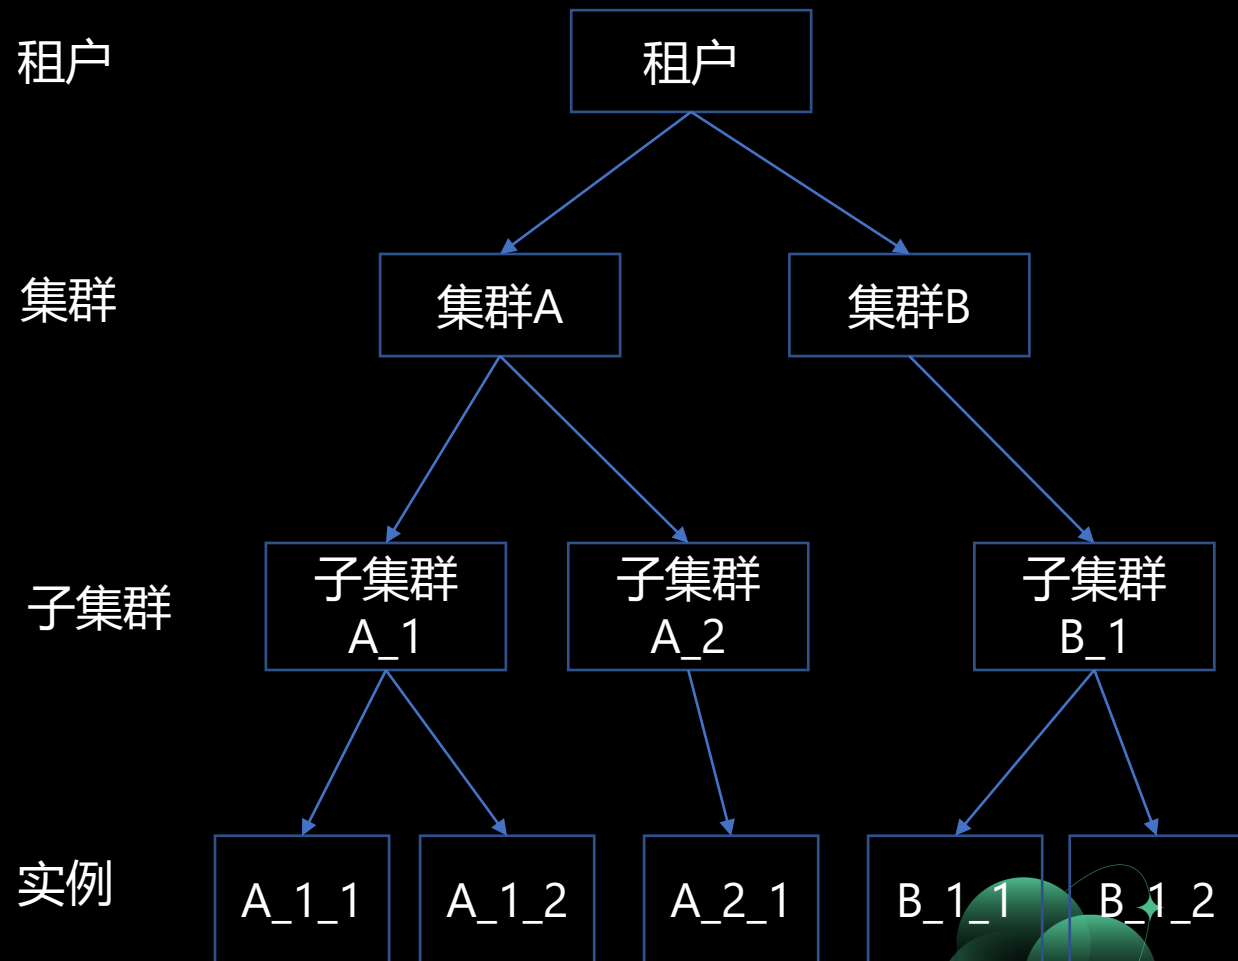 租户
租户
集群
集群A
集群B
子集群
子集群
A_1
子集群
A_2
子集群
B_1
实例
A_1_1
A_1_2
A_2_1
B_1_1
B_1_2